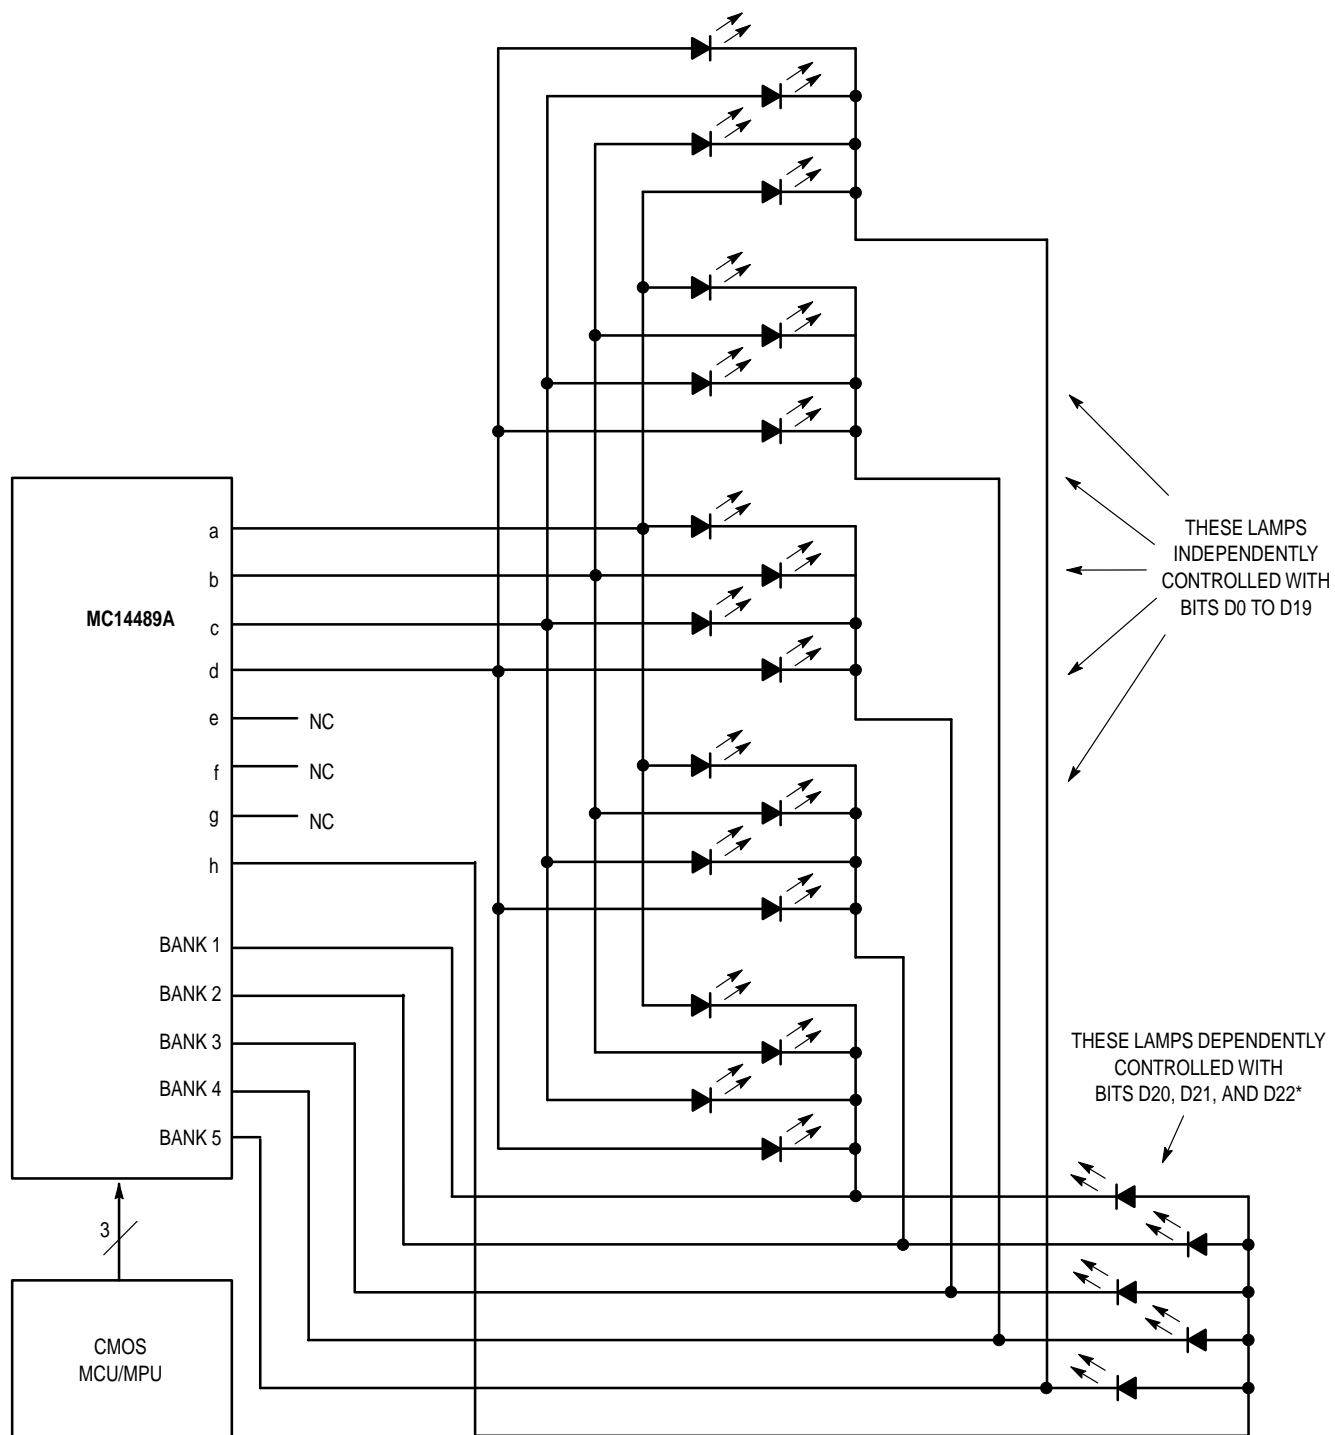 a
THESE LAMPS
INDEPENDENTLY
CONTROLLED WITH
BITS D0 TO D19
b
MC14489A
c
d
e
NC
f
NC
g
NC
h
BANK 1
BANK 2
BANK 3
BANK 4
BANK 5
THESE LAMPS DEPENDENTLY
CONTROLLED WITH
BITS D20, D21, AND D22*
3
CMOS
MCU/MPU